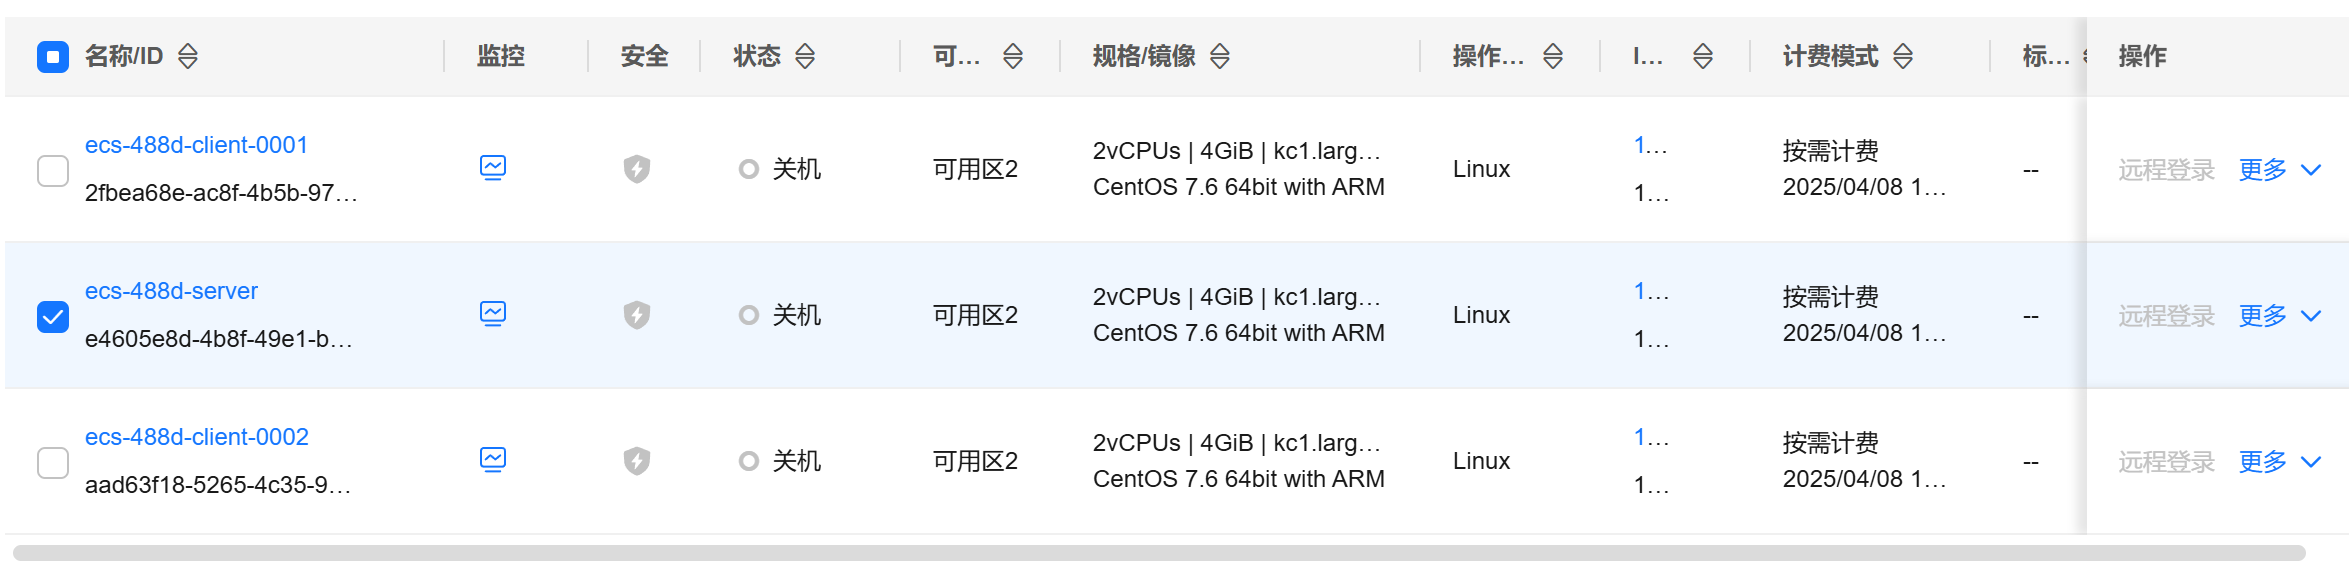 名称/ID 监控 安全 状态 可... 规格/镜像 操作... I... 计费模式 标... 操作
ecs-488d-client-0001
2fbea68e-ac8f-4b5b-97...
关机
可用区2
2vCPUs | 4GiB | kc1.larg...
CentOS 7.6 64bit with ARM
Linux
1...
1...
按需计费
2025/04/08 1...
--
远程登录 更多
ecs-488d-server
e4605e8d-4b8f-49e1-b...
关机
可用区2
2vCPUs | 4GiB | kc1.larg...
CentOS 7.6 64bit with ARM
Linux
1...
1...
按需计费
2025/04/08 1...
--
远程登录 更多
ecs-488d-client-0002
aad63f18-5265-4c35-9...
关机
可用区2
2vCPUs | 4GiB | kc1.larg...
CentOS 7.6 64bit with ARM
Linux
1...
1...
按需计费
2025/04/08 1...
--
远程登录 更多